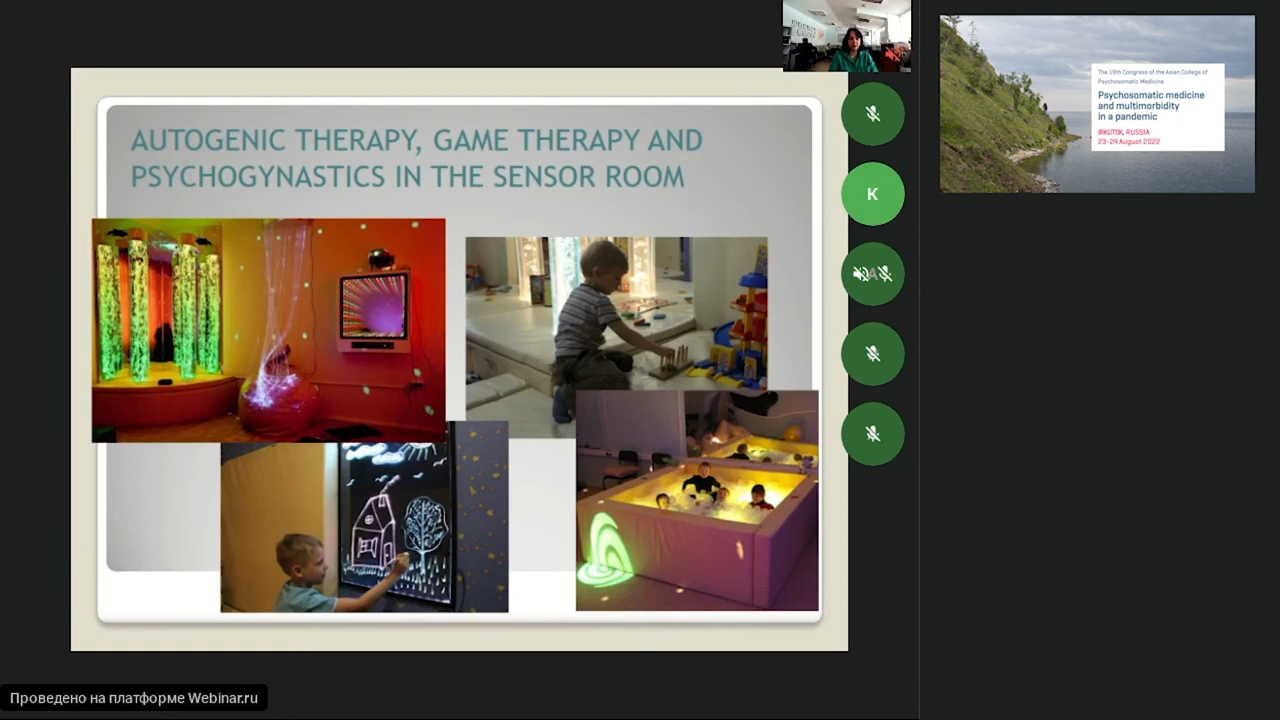 AUTOGENIC THERAPY, GAME THERAPY AND
PSYCHOGYNASTICS IN THE SENSOR ROOM
K
A
The 19th Congress of the Asian College of
Psychosomatic Medicine
Psychosomatic medicine
and multimorbidity
in a pandemic
IRKUTSK, RUSSIA
23-24 August 2022
Проведено на платформе Webinar.ru